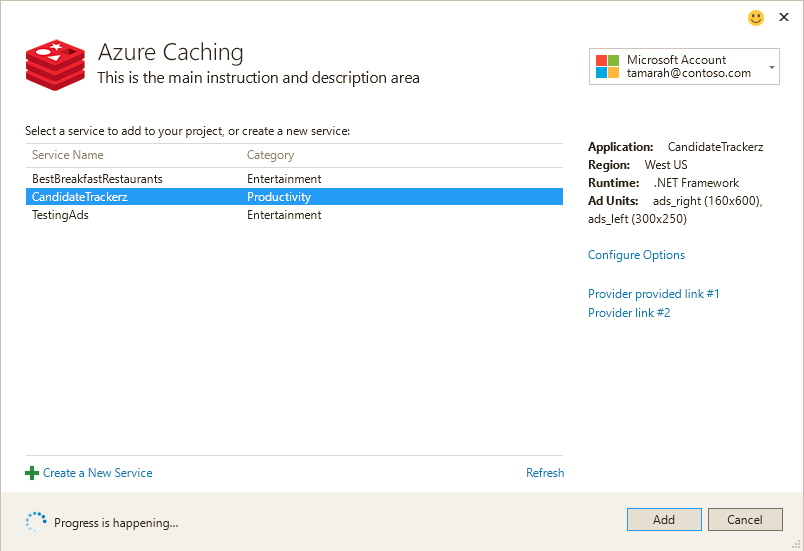 Azure Caching
This is the main instruction and description area
Microsoft Account
tamarah@contoso.com
Select a service to add to your project, or create a new service:
Service Name Category
BestBreakfastRestaurants Entertainment
CandidateTrackerz Productivity
TestingAds Entertainment
Application: CandidateTrackerz
Region: West US
Runtime: .NET Framework
Ad Units: ads_right (160x600),
ads_left (300x250)
Configure Options
Provider provided link #1
Provider link #2
Create a New Service Refresh
Progress is happening...
Add Cancel